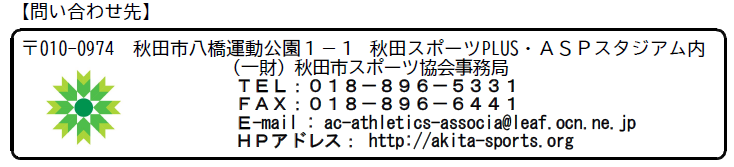 【問い合わせ先】
〒010-0974　秋田市八橋運動公園１－１　秋田スポーツPLUS・ＡＳＰスタジアム内
（一財）秋田市スポーツ協会事務局
ＴＥＬ：０１８－８９６－５３３１
ＦＡＸ：０１８－８９６－６４４１
Ｅ-mail : ac-athletics-associa@leaf.ocn.ne.jp
ＨＰアドレス： http://akita-sports.org